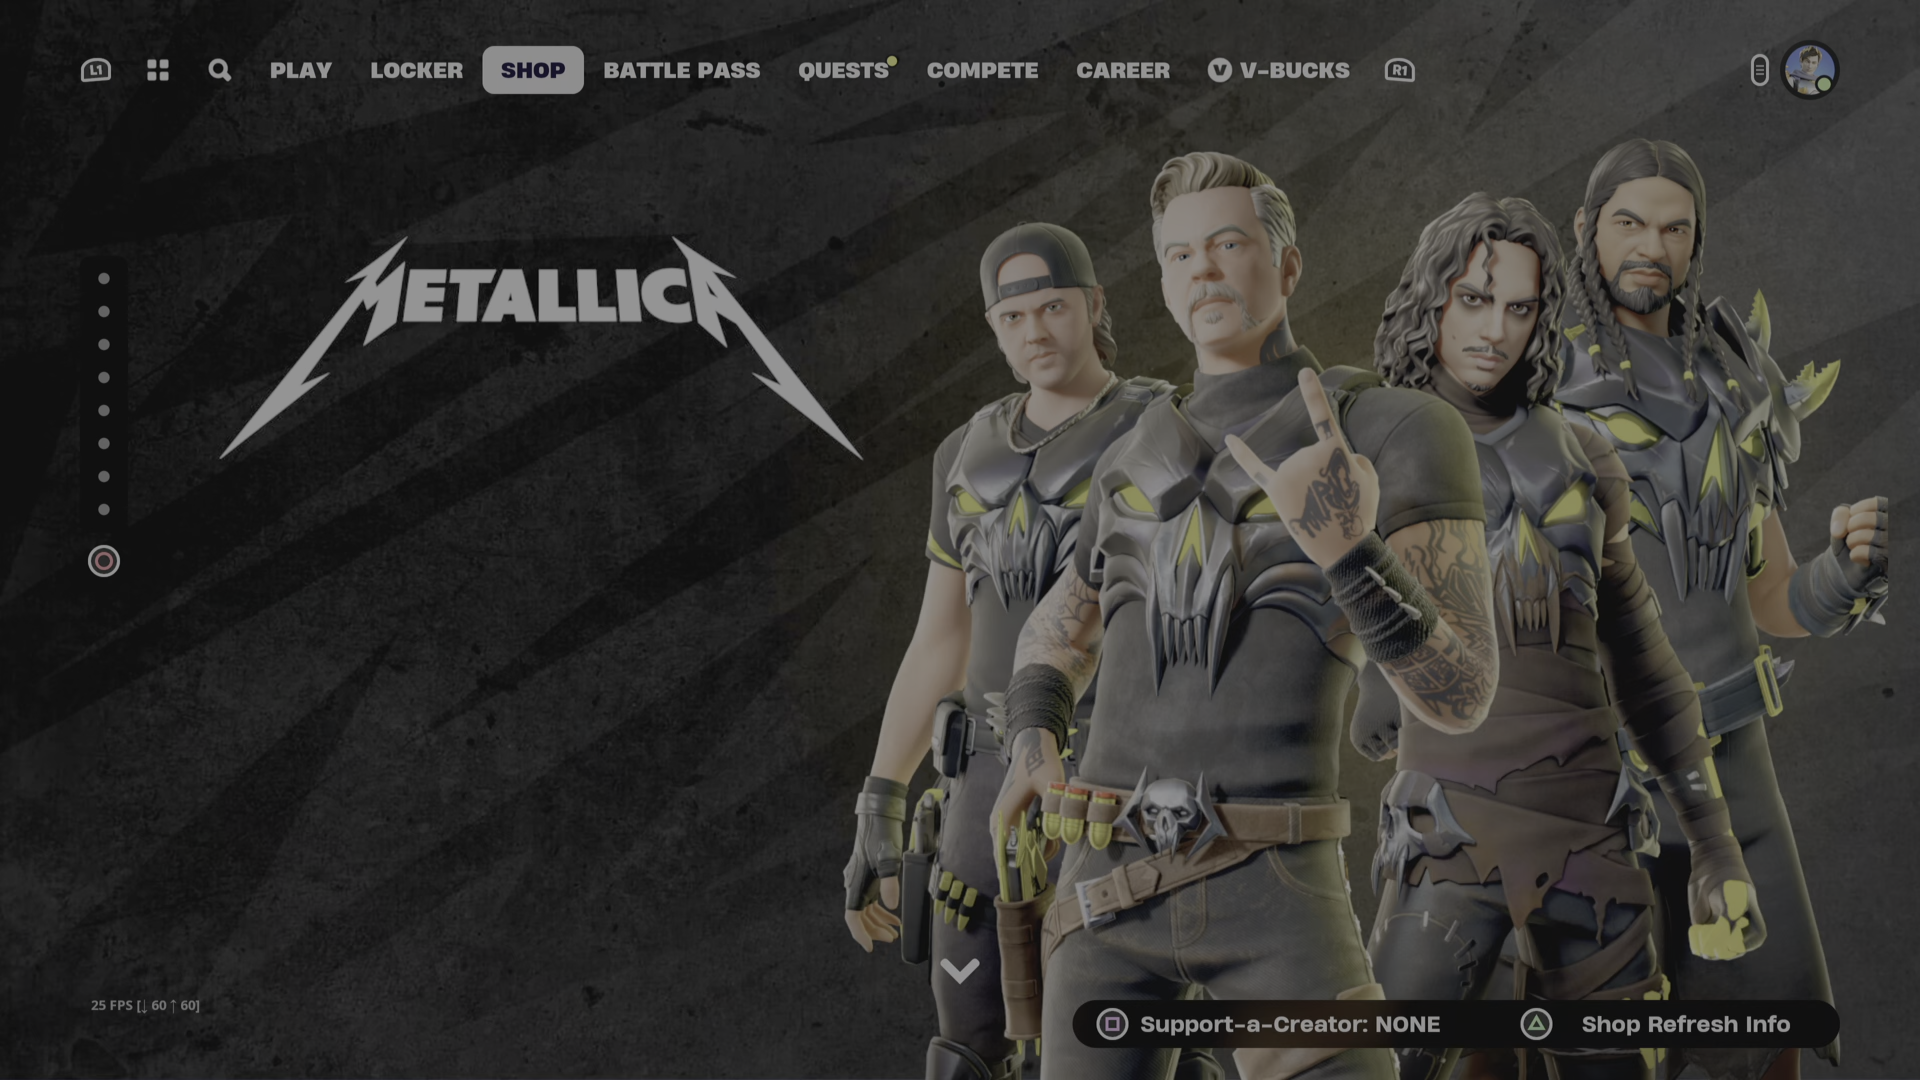 L1 PLAY LOCKER SHOP BATTLE PASS QUESTS COMPETE CAREER V V-BUCKS R1
METALLICA
25 FPS [↓ 60 ↑ 60]
Support-a-Creator: NONE Shop Refresh Info